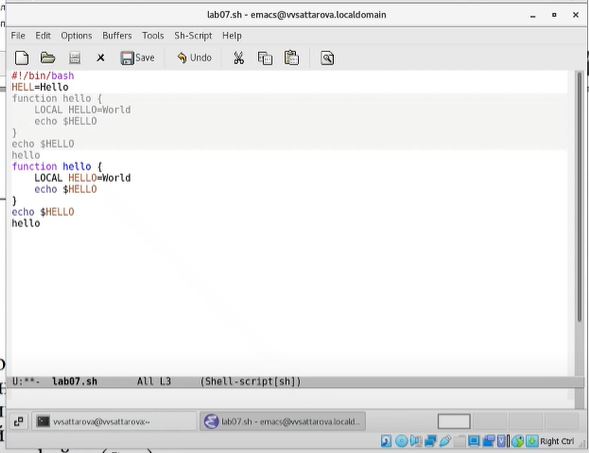 lab07.sh - emacs@vvsattarova.localdomain
File Edit Options Buffers Tools Sh-Script Help
Save Undo
#!/bin/bash
HELL=Hello
function hello {
    LOCAL HELLO=World
    echo $HELLO
}
echo $HELLO
hello
function hello {
    LOCAL HELLO=World
    echo $HELLO
}
echo $HELLO
hello
U:**- lab07.sh All L3 (Shell-script[sh])
vvsattarova@vvsattarova:~ lab07.sh - emacs@vvsattarova.locald...
Right Ctrl